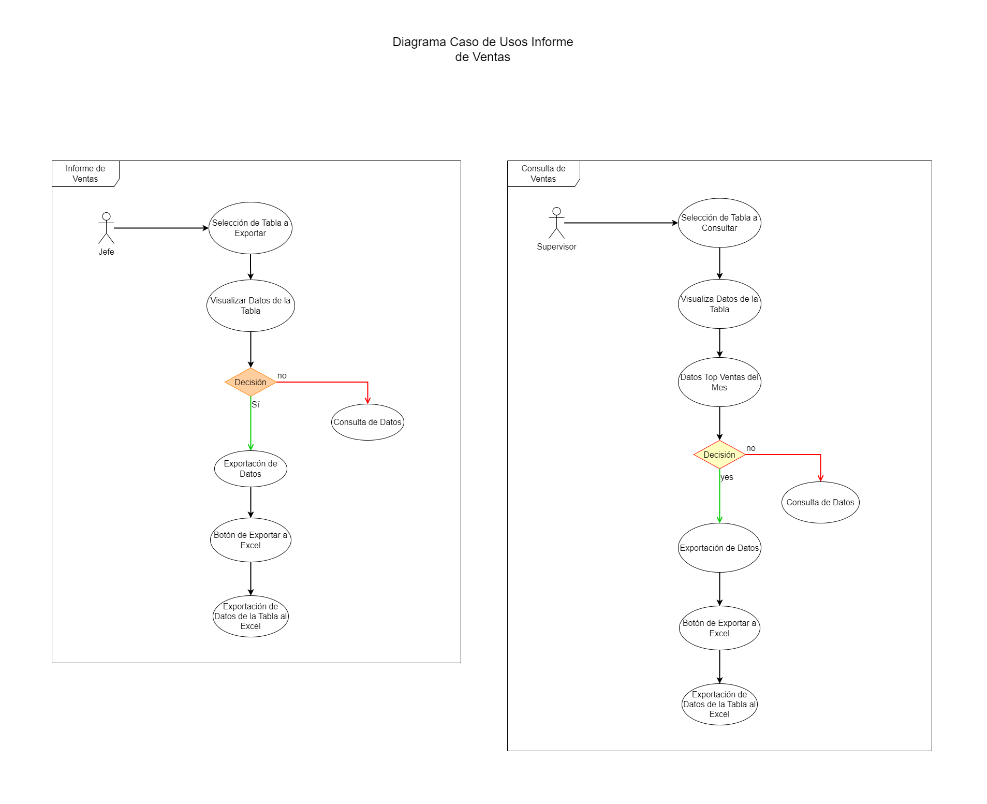 Diagrama Caso de Usos Informe
de Ventas
Informe de
Ventas
Jefe
Selección de Tabla a
Exportar
Visualizar Datos de la
Tabla
Decisión
no
Sí
Consulta de Datos
Exportacón de
Datos
Botón de Exportar a
Excel
Exportación de
Datos de la Tabla al
Excel
Consulta de
Ventas
Supervisor
Selección de Tabla a
Consultar
Visualiza Datos de la
Tabla
Datos Top Ventas del
Mes
Decisión
no
yes
Consulta de Datos
Exportación de Datos
Botón de Exportar a
Excel
Exportación de
Datos de la Tabla al
Excel